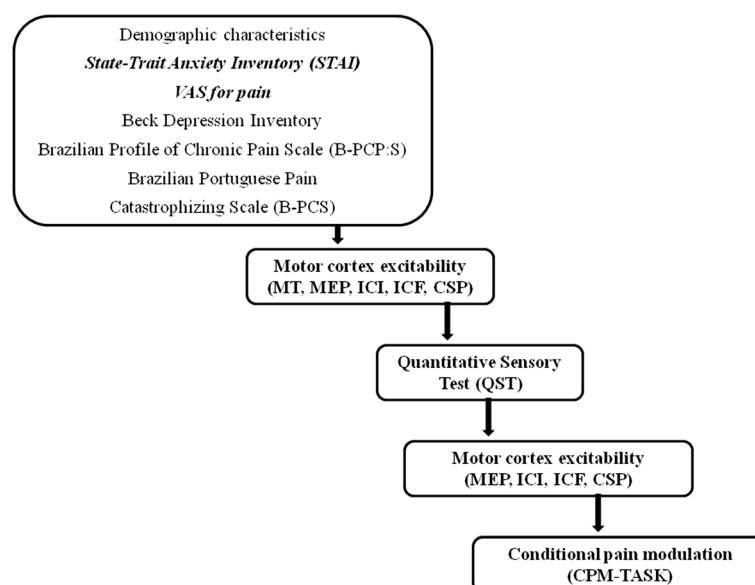 Demographic characteristics
State-Trait Anxiety Inventory (STAI)
VAS for pain
Beck Depression Inventory
Brazilian Profile of Chronic Pain Scale (B-PCP:S)
Brazilian Portuguese Pain
Catastrophizing Scale (B-PCS)
Motor cortex excitability
(MT, MEP, ICI, ICF, CSP)
Quantitative Sensory
Test (QST)
Motor cortex excitability
(MEP, ICI, ICF, CSP)
Conditional pain modulation
(CPM-TASK)